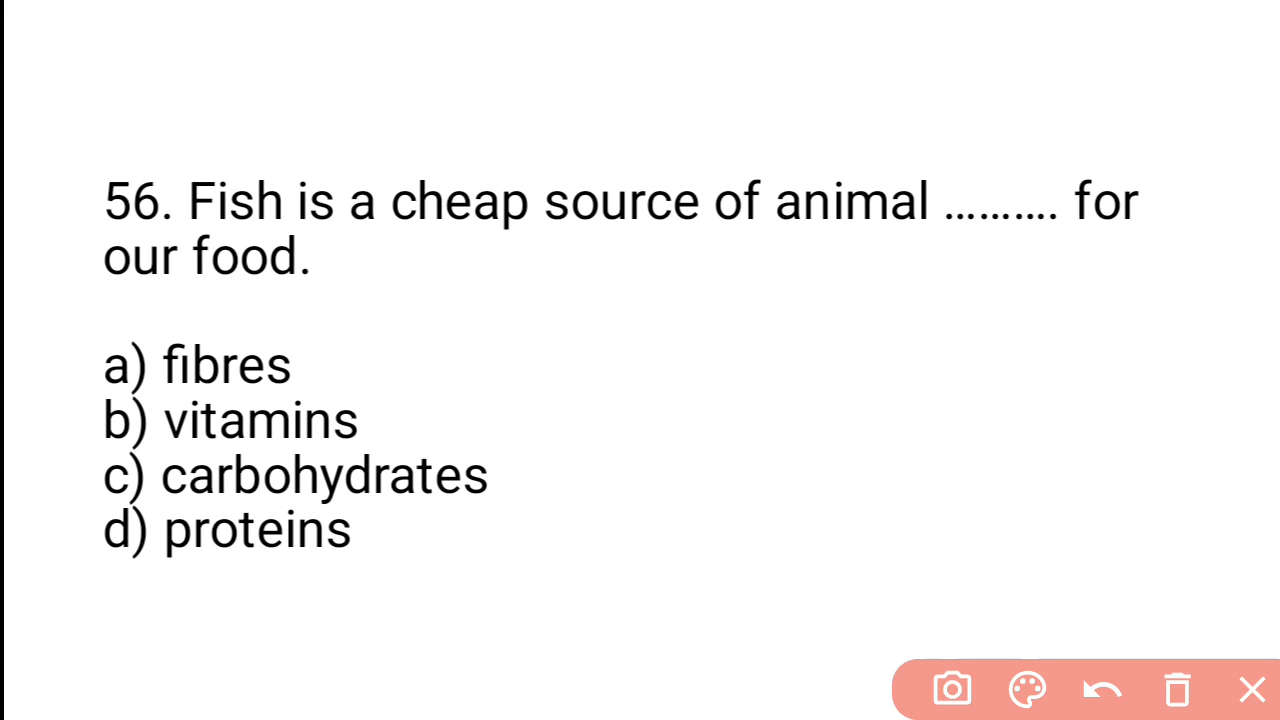 56. Fish is a cheap source of animal ………. for
our food.
a) fibres
b) vitamins
c) carbohydrates
d) proteins